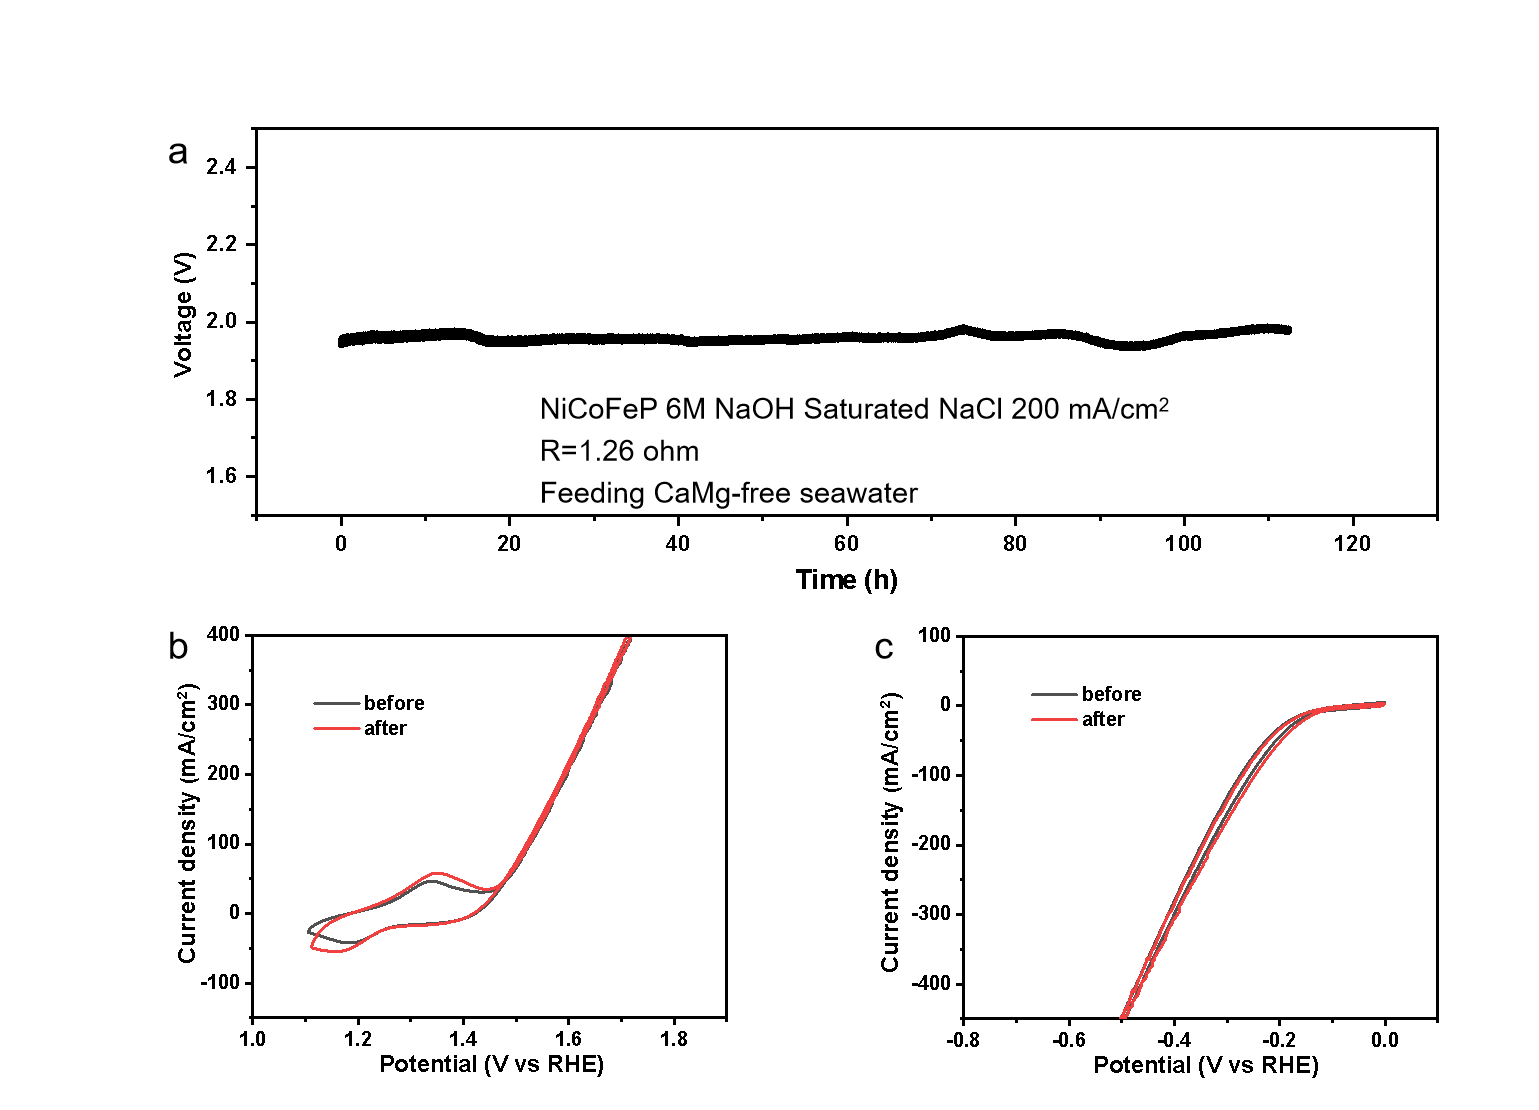 a
2.4
2.2
2.0
1.8
1.6
Voltage (V)
NiCoFeP 6M NaOH Saturated NaCl 200 mA/cm²
R=1.26 ohm
Feeding CaMg-free seawater
0 20 40 60 80 100 120
Time (h)
b
400
300
200
100
0
-100
Current density (mA/cm²)
before
after
1.0 1.2 1.4 1.6 1.8
Potential (V vs RHE)
c
100
0
-100
-200
-300
-400
Current density (mA/cm²)
before
after
-0.8 -0.6 -0.4 -0.2 0.0
Potential (V vs RHE)